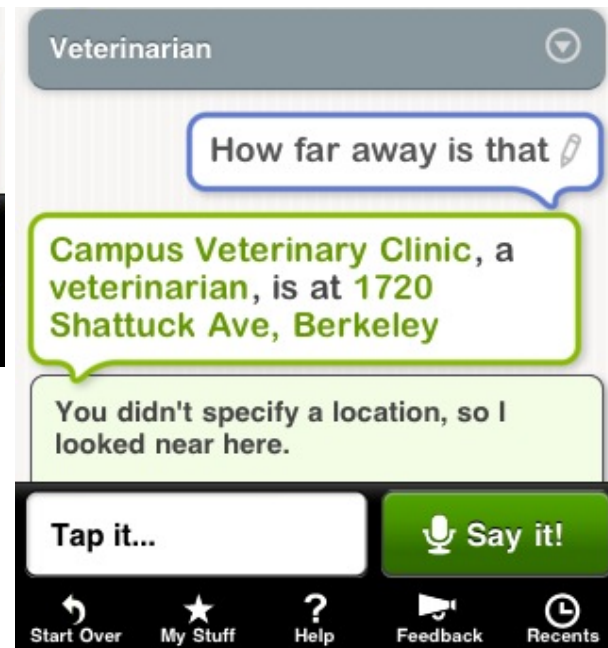 Veterinarian
How far away is that
Campus Veterinary Clinic, a
veterinarian, is at 1720
Shattuck Ave, Berkeley
You didn't specify a location, so I
looked near here.
Tap it...
Say it!
Start Over
My Stuff
?
Help
Feedback
Recents